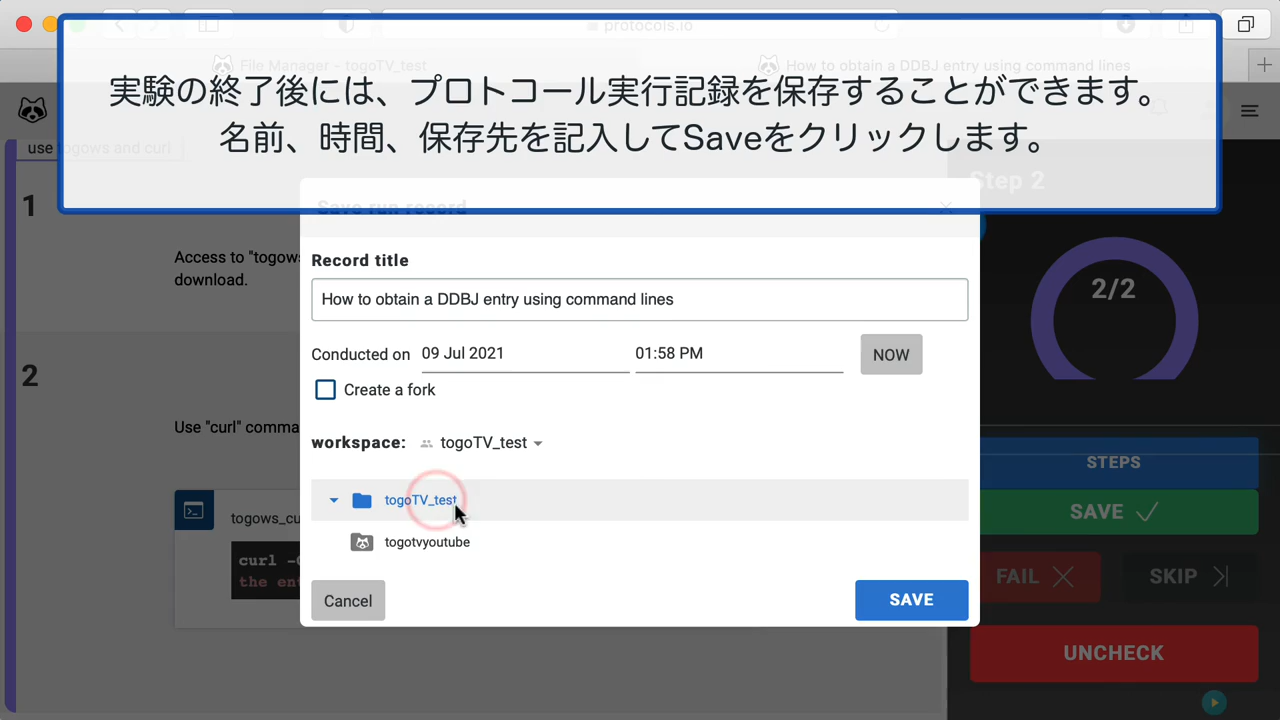 protocols.io
File Manager - togoTV_test
How to obtain a DDBJ entry using command lines
実験の終了後には、プロトコール実行記録を保存することができます。
名前、時間、保存先を記入してSaveをクリックします。
use togows and curl
Step 2
Save run record
1
Access to "togows
download.
Record title
How to obtain a DDBJ entry using command lines
2/2
Conducted on 09 Jul 2021 01:58 PM NOW
2
Create a fork
Use "curl" comma
workspace: togoTV_test
STEPS
togoTV_test
SAVE
togows_cu
togotvyoutube
curl -
the en
FAIL
SKIP
Cancel
SAVE
UNCHECK